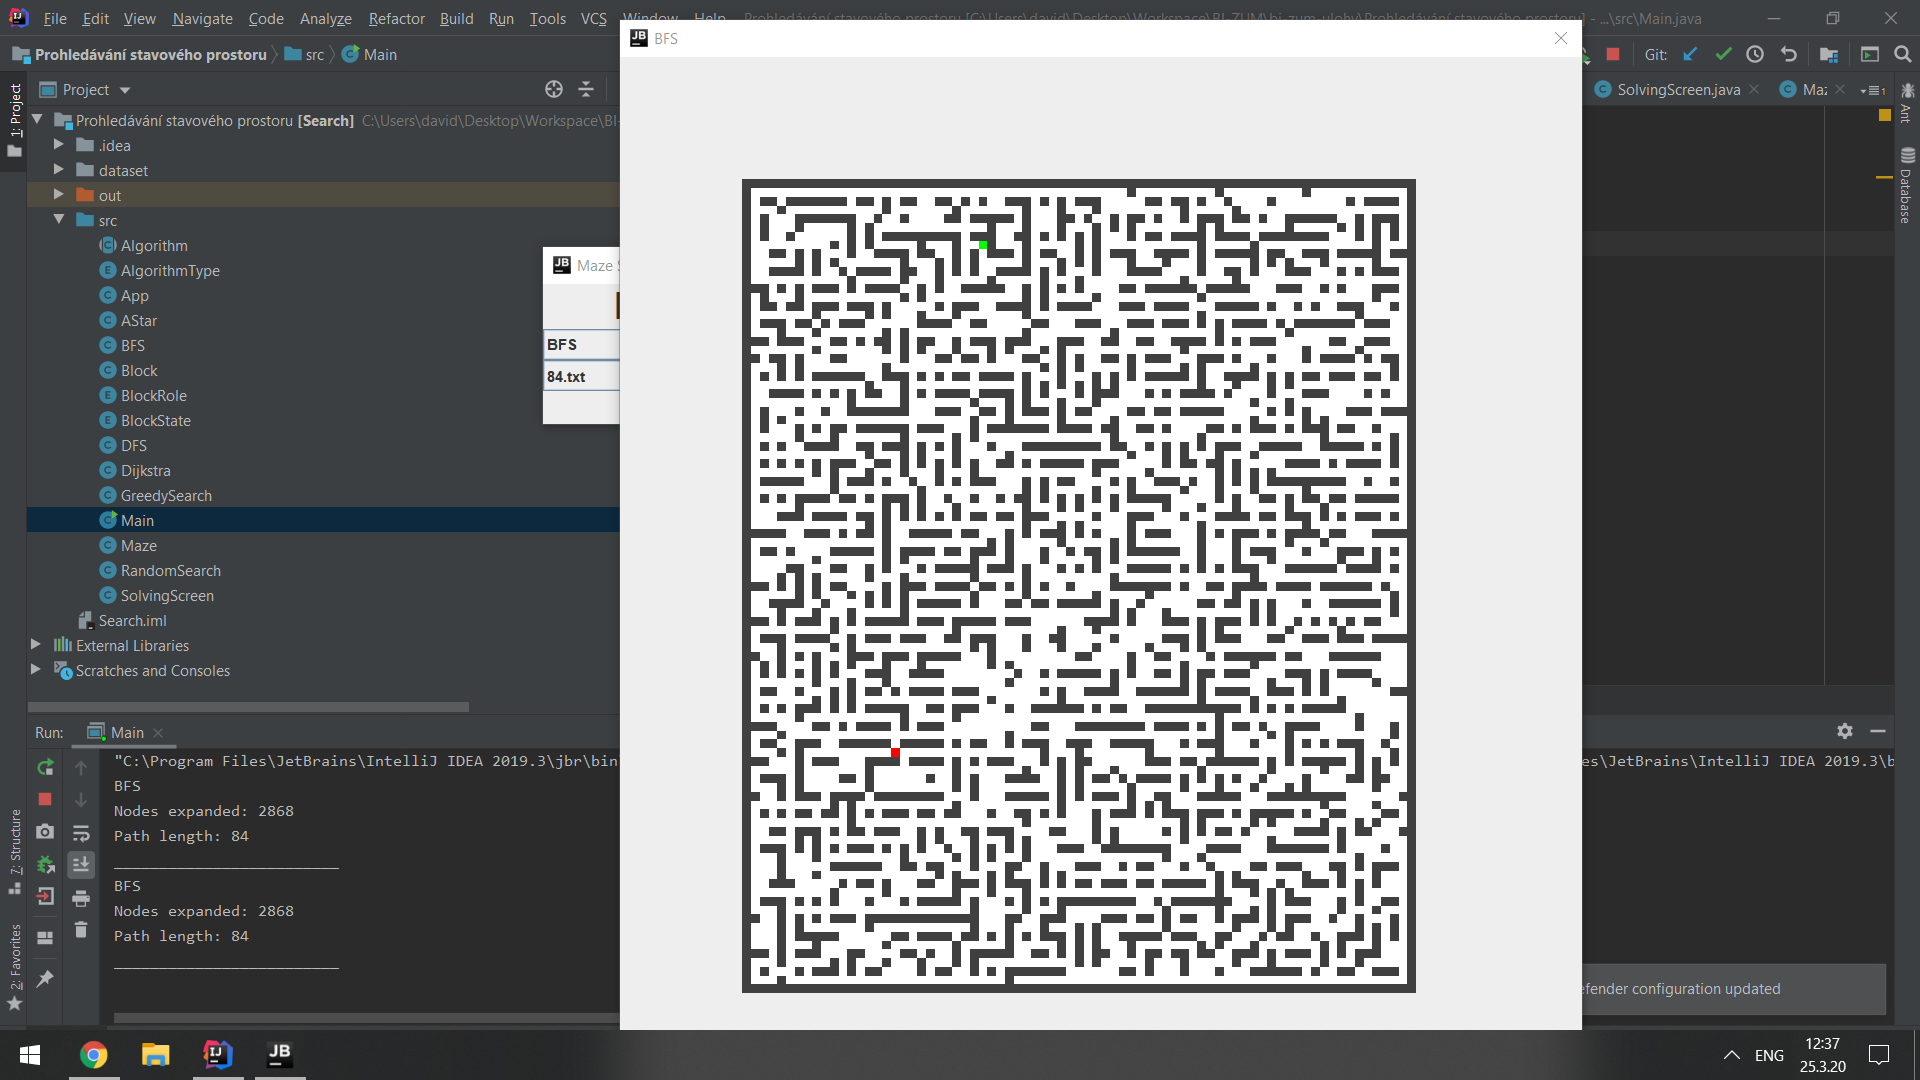 File Edit View Navigate Code Analyze Refactor Build Run Tools VCS Window Help Prohledávání stavového prostoru [C:\Users\david\Desktop\Workspace\BI-ZUM\bi-zum-ulohy\Prohledávání stavového prostoru] - ...\src\Main.java
Prohledávání stavového prostoru src Main
Git:
BFS
Project
SolvingScreen.java
Maz
1
1: Project
Ant
Database
Prohledávání stavového prostoru [Search] C:\Users\david\Desktop\Workspace\BI-
.idea
dataset
out
src
Algorithm
AlgorithmType
App
AStar
BFS
Block
BlockRole
BlockState
DFS
Dijkstra
GreedySearch
Main
Maze
RandomSearch
SolvingScreen
Search.iml
External Libraries
Scratches and Consoles
JB Maze
BFS
84.txt
Run: Main
"C:\Program Files\JetBrains\IntelliJ IDEA 2019.3\jbr\bin
es\JetBrains\IntelliJ IDEA 2019.3\b
BFS
Nodes expanded: 2868
Path length: 84
_________________________
BFS
Nodes expanded: 2868
Path length: 84
_________________________
7: Structure
2: Favorites
efender configuration updated
ENG
12:37
25.3.20